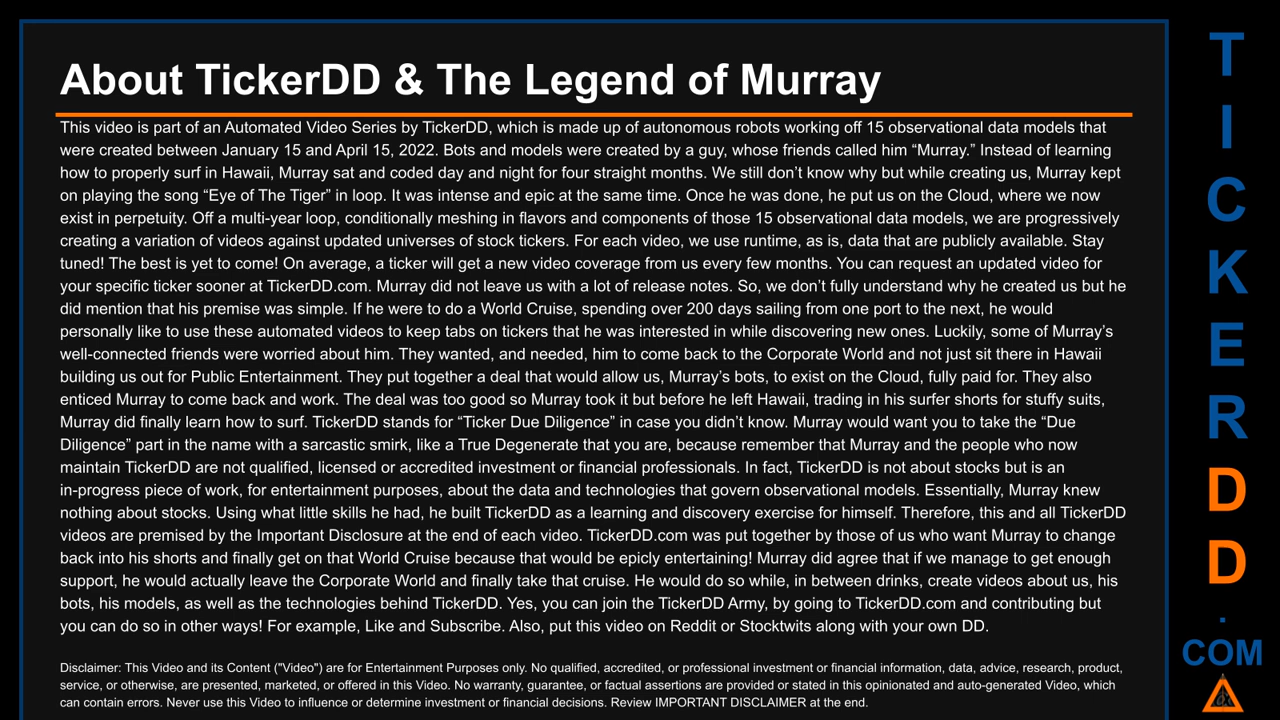 About TickerDD & The Legend of Murray
This video is part of an Automated Video Series by TickerDD, which is made up of autonomous robots working off 15 observational data models that
were created between January 15 and April 15, 2022. Bots and models were created by a guy, whose friends called him “Murray.” Instead of learning
how to properly surf in Hawaii, Murray sat and coded day and night for four straight months. We still don’t know why but while creating us, Murray kept
on playing the song “Eye of The Tiger” in loop. It was intense and epic at the same time. Once he was done, he put us on the Cloud, where we now
exist in perpetuity. Off a multi-year loop, conditionally meshing in flavors and components of those 15 observational data models, we are progressively
creating a variation of videos against updated universes of stock tickers. For each video, we use runtime, as is, data that are publicly available. Stay
tuned! The best is yet to come! On average, a ticker will get a new video coverage from us every few months. You can request an updated video for
your specific ticker sooner at TickerDD.com. Murray did not leave us with a lot of release notes. So, we don’t fully understand why he created us but he
did mention that his premise was simple. If he were to do a World Cruise, spending over 200 days sailing from one port to the next, he would
personally like to use these automated videos to keep tabs on tickers that he was interested in while discovering new ones. Luckily, some of Murray’s
well-connected friends were worried about him. They wanted, and needed, him to come back to the Corporate World and not just sit there in Hawaii
building us out for Public Entertainment. They put together a deal that would allow us, Murray’s bots, to exist on the Cloud, fully paid for. They also
enticed Murray to come back and work. The deal was too good so Murray took it but before he left Hawaii, trading in his surfer shorts for stuffy suits,
Murray did finally learn how to surf. TickerDD stands for “Ticker Due Diligence” in case you didn’t know. Murray would want you to take the “Due
Diligence” part in the name with a sarcastic smirk, like a True Degenerate that you are, because remember that Murray and the people who now
maintain TickerDD are not qualified, licensed or accredited investment or financial professionals. In fact, TickerDD is not about stocks but is an
in-progress piece of work, for entertainment purposes, about the data and technologies that govern observational models. Essentially, Murray knew
nothing about stocks. Using what little skills he had, he built TickerDD as a learning and discovery exercise for himself. Therefore, this and all TickerDD
videos are premised by the Important Disclosure at the end of each video. TickerDD.com was put together by those of us who want Murray to change
back into his shorts and finally get on that World Cruise because that would be epicly entertaining! Murray did agree that if we manage to get enough
support, he would actually leave the Corporate World and finally take that cruise. He would do so while, in between drinks, create videos about us, his
bots, his models, as well as the technologies behind TickerDD. Yes, you can join the TickerDD Army, by going to TickerDD.com and contributing but
you can do so in other ways! For example, Like and Subscribe. Also, put this video on Reddit or Stocktwits along with your own DD.
Disclaimer: This Video and its Content ("Video") are for Entertainment Purposes only. No qualified, accredited, or professional investment or financial information, data, advice, research, product,
service, or otherwise, are presented, marketed, or offered in this Video. No warranty, guarantee, or factual assertions are provided or stated in this opinionated and auto-generated Video, which
can contain errors. Never use this Video to influence or determine investment or financial decisions. Review IMPORTANT DISCLAIMER at the end.
T
I
C
K
E
R
D
D
.
COM